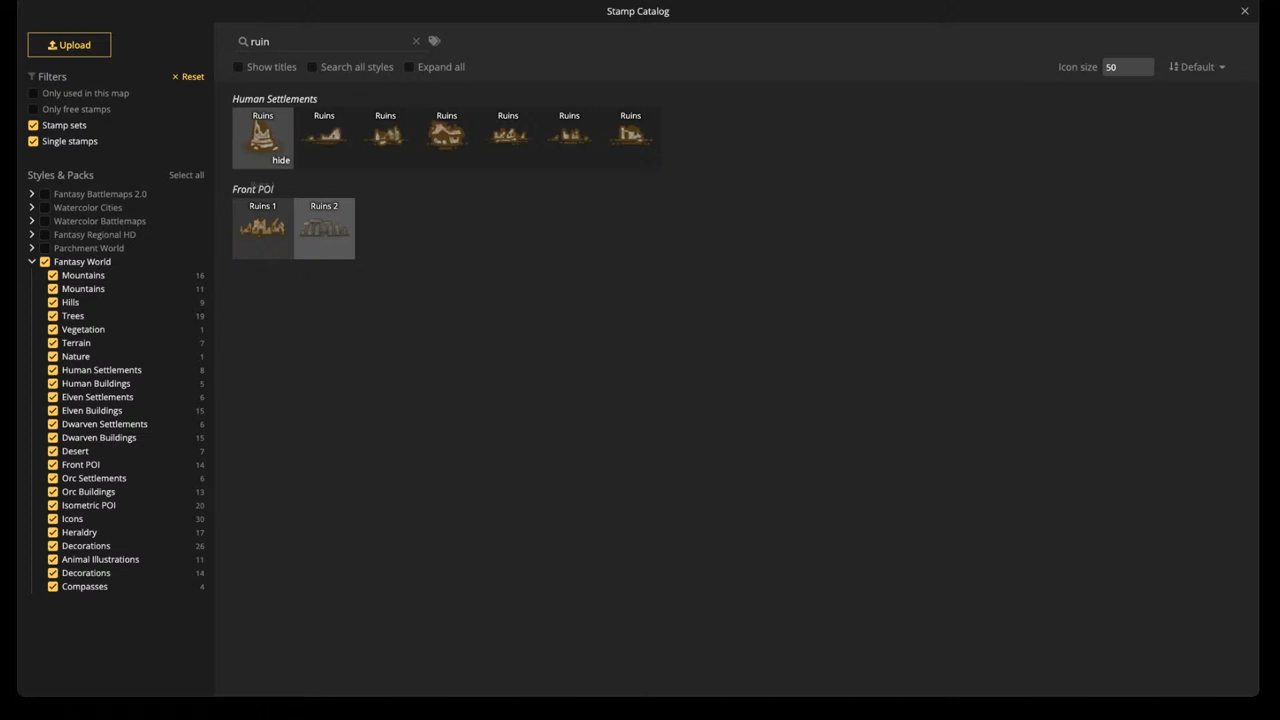 Stamp Catalog
Upload
Filters
Reset
Only used in this map
Only free stamps
Stamp sets
Single stamps
Styles & Packs
Select all
Fantasy Battlemaps 2.0
Watercolor Cities
Watercolor Battlemaps
Fantasy Regional HD
Parchment World
Fantasy World
Mountains 16
Mountains 11
Hills 9
Trees 19
Vegetation 1
Terrain 7
Nature 1
Human Settlements 8
Human Buildings 5
Elven Settlements 6
Elven Buildings 15
Dwarven Settlements 6
Dwarven Buildings 15
Desert 7
Front POI 14
Orc Settlements 6
Orc Buildings 13
Isometric POI 20
Icons 30
Heraldry 17
Decorations 26
Animal Illustrations 11
Decorations 14
Compasses 4
ruin
Show titles Search all styles Expand all
Icon size 50 Default
Human Settlements
Ruins Ruins Ruins Ruins Ruins Ruins Ruins
hide
Front POI
Ruins 1 Ruins 2